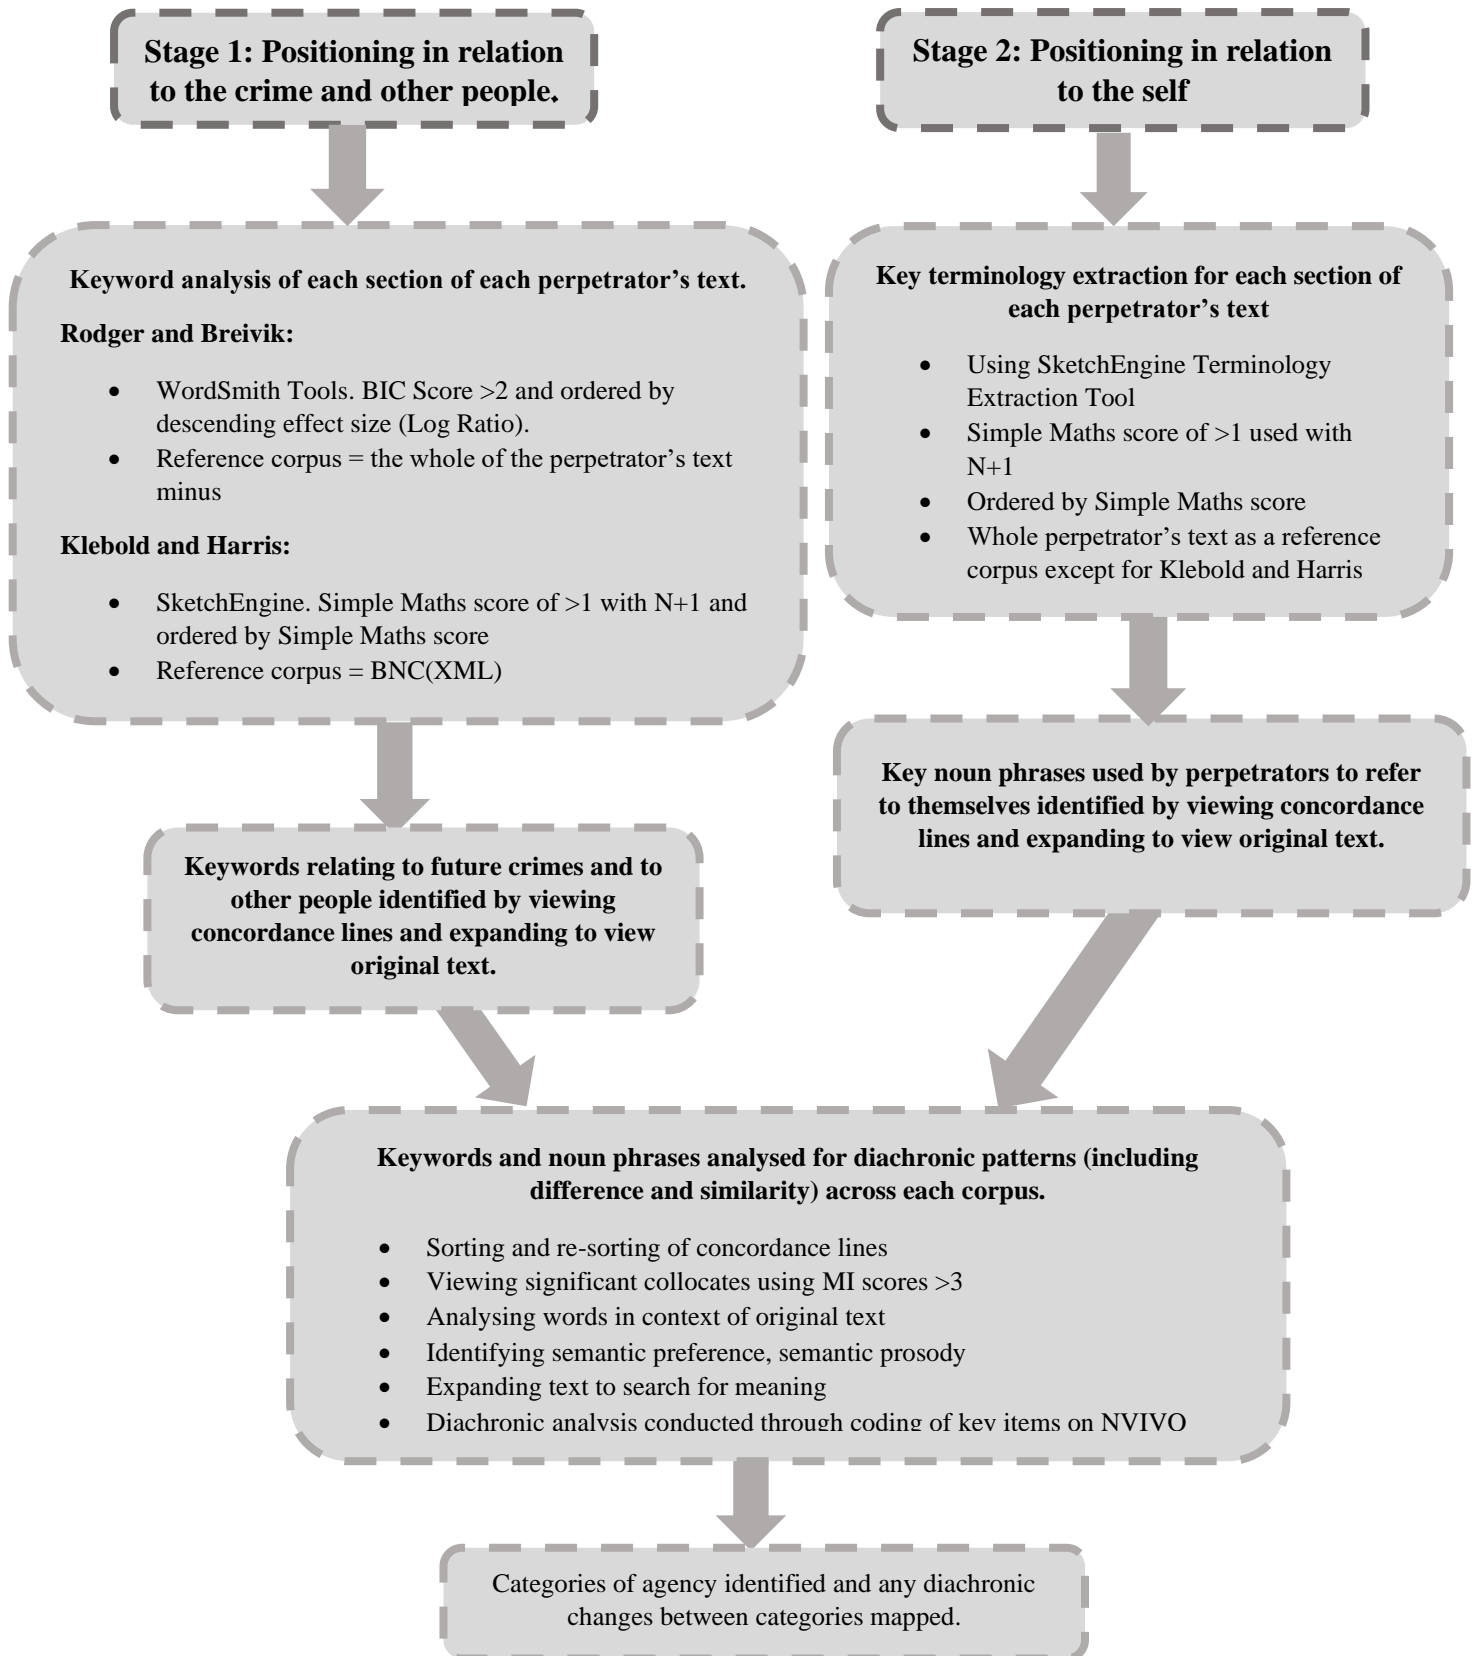 Stage 1: Positioning in relation
to the crime and other people.
Stage 2: Positioning in relation
to the self
Keyword analysis of each section of each perpetrator’s text.
Rodger and Breivik:
• WordSmith Tools. BIC Score >2 and ordered by
descending effect size (Log Ratio).
• Reference corpus = the whole of the perpetrator’s text
minus
Klebold and Harris:
• SketchEngine. Simple Maths score of >1 with N+1 and
ordered by Simple Maths score
• Reference corpus = BNC(XML)
Key terminology extraction for each section of
each perpetrator’s text
• Using SketchEngine Terminology
Extraction Tool
• Simple Maths score of >1 used with
N+1
• Ordered by Simple Maths score
• Whole perpetrator’s text as a reference
corpus except for Klebold and Harris
Keywords relating to future crimes and to
other people identified by viewing
concordance lines and expanding to view
original text.
Key noun phrases used by perpetrators to refer
to themselves identified by viewing concordance
lines and expanding to view original text.
Keywords and noun phrases analysed for diachronic patterns (including
difference and similarity) across each corpus.
• Sorting and re-sorting of concordance lines
• Viewing significant collocates using MI scores >3
• Analysing words in context of original text
• Identifying semantic preference, semantic prosody
• Expanding text to search for meaning
• Diachronic analysis conducted through coding of key items on NVIVO
Categories of agency identified and any diachronic
changes between categories mapped.